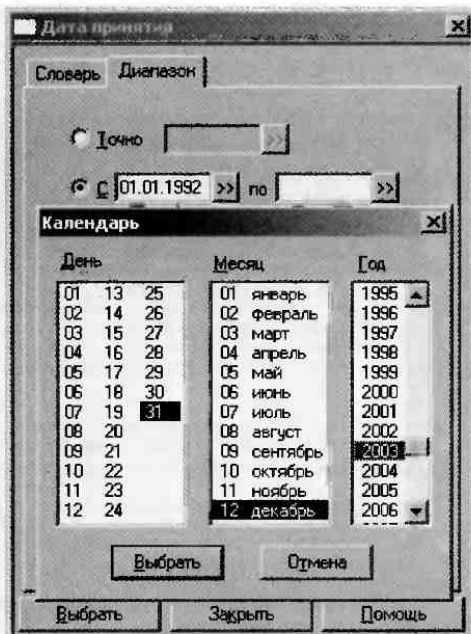 Дата принятия
Словарь Диапазон
Точно >>
С 01.01.1992 >> по >>
Календарь
День Месяц Год
01 13 25 01 январь 1995
02 14 26 02 февраль 1996
03 15 27 03 март 1997
04 16 28 04 апрель 1998
05 17 29 05 май 1999
06 18 30 06 июнь 2000
07 19 31 07 июль 2001
08 20 08 август 2002
09 21 09 сентябрь 2003
10 22 10 октябрь 2004
11 23 11 ноябрь 2005
12 24 12 декабрь 2006
Выбрать Отмена
Выбрать Закрыть Помощь